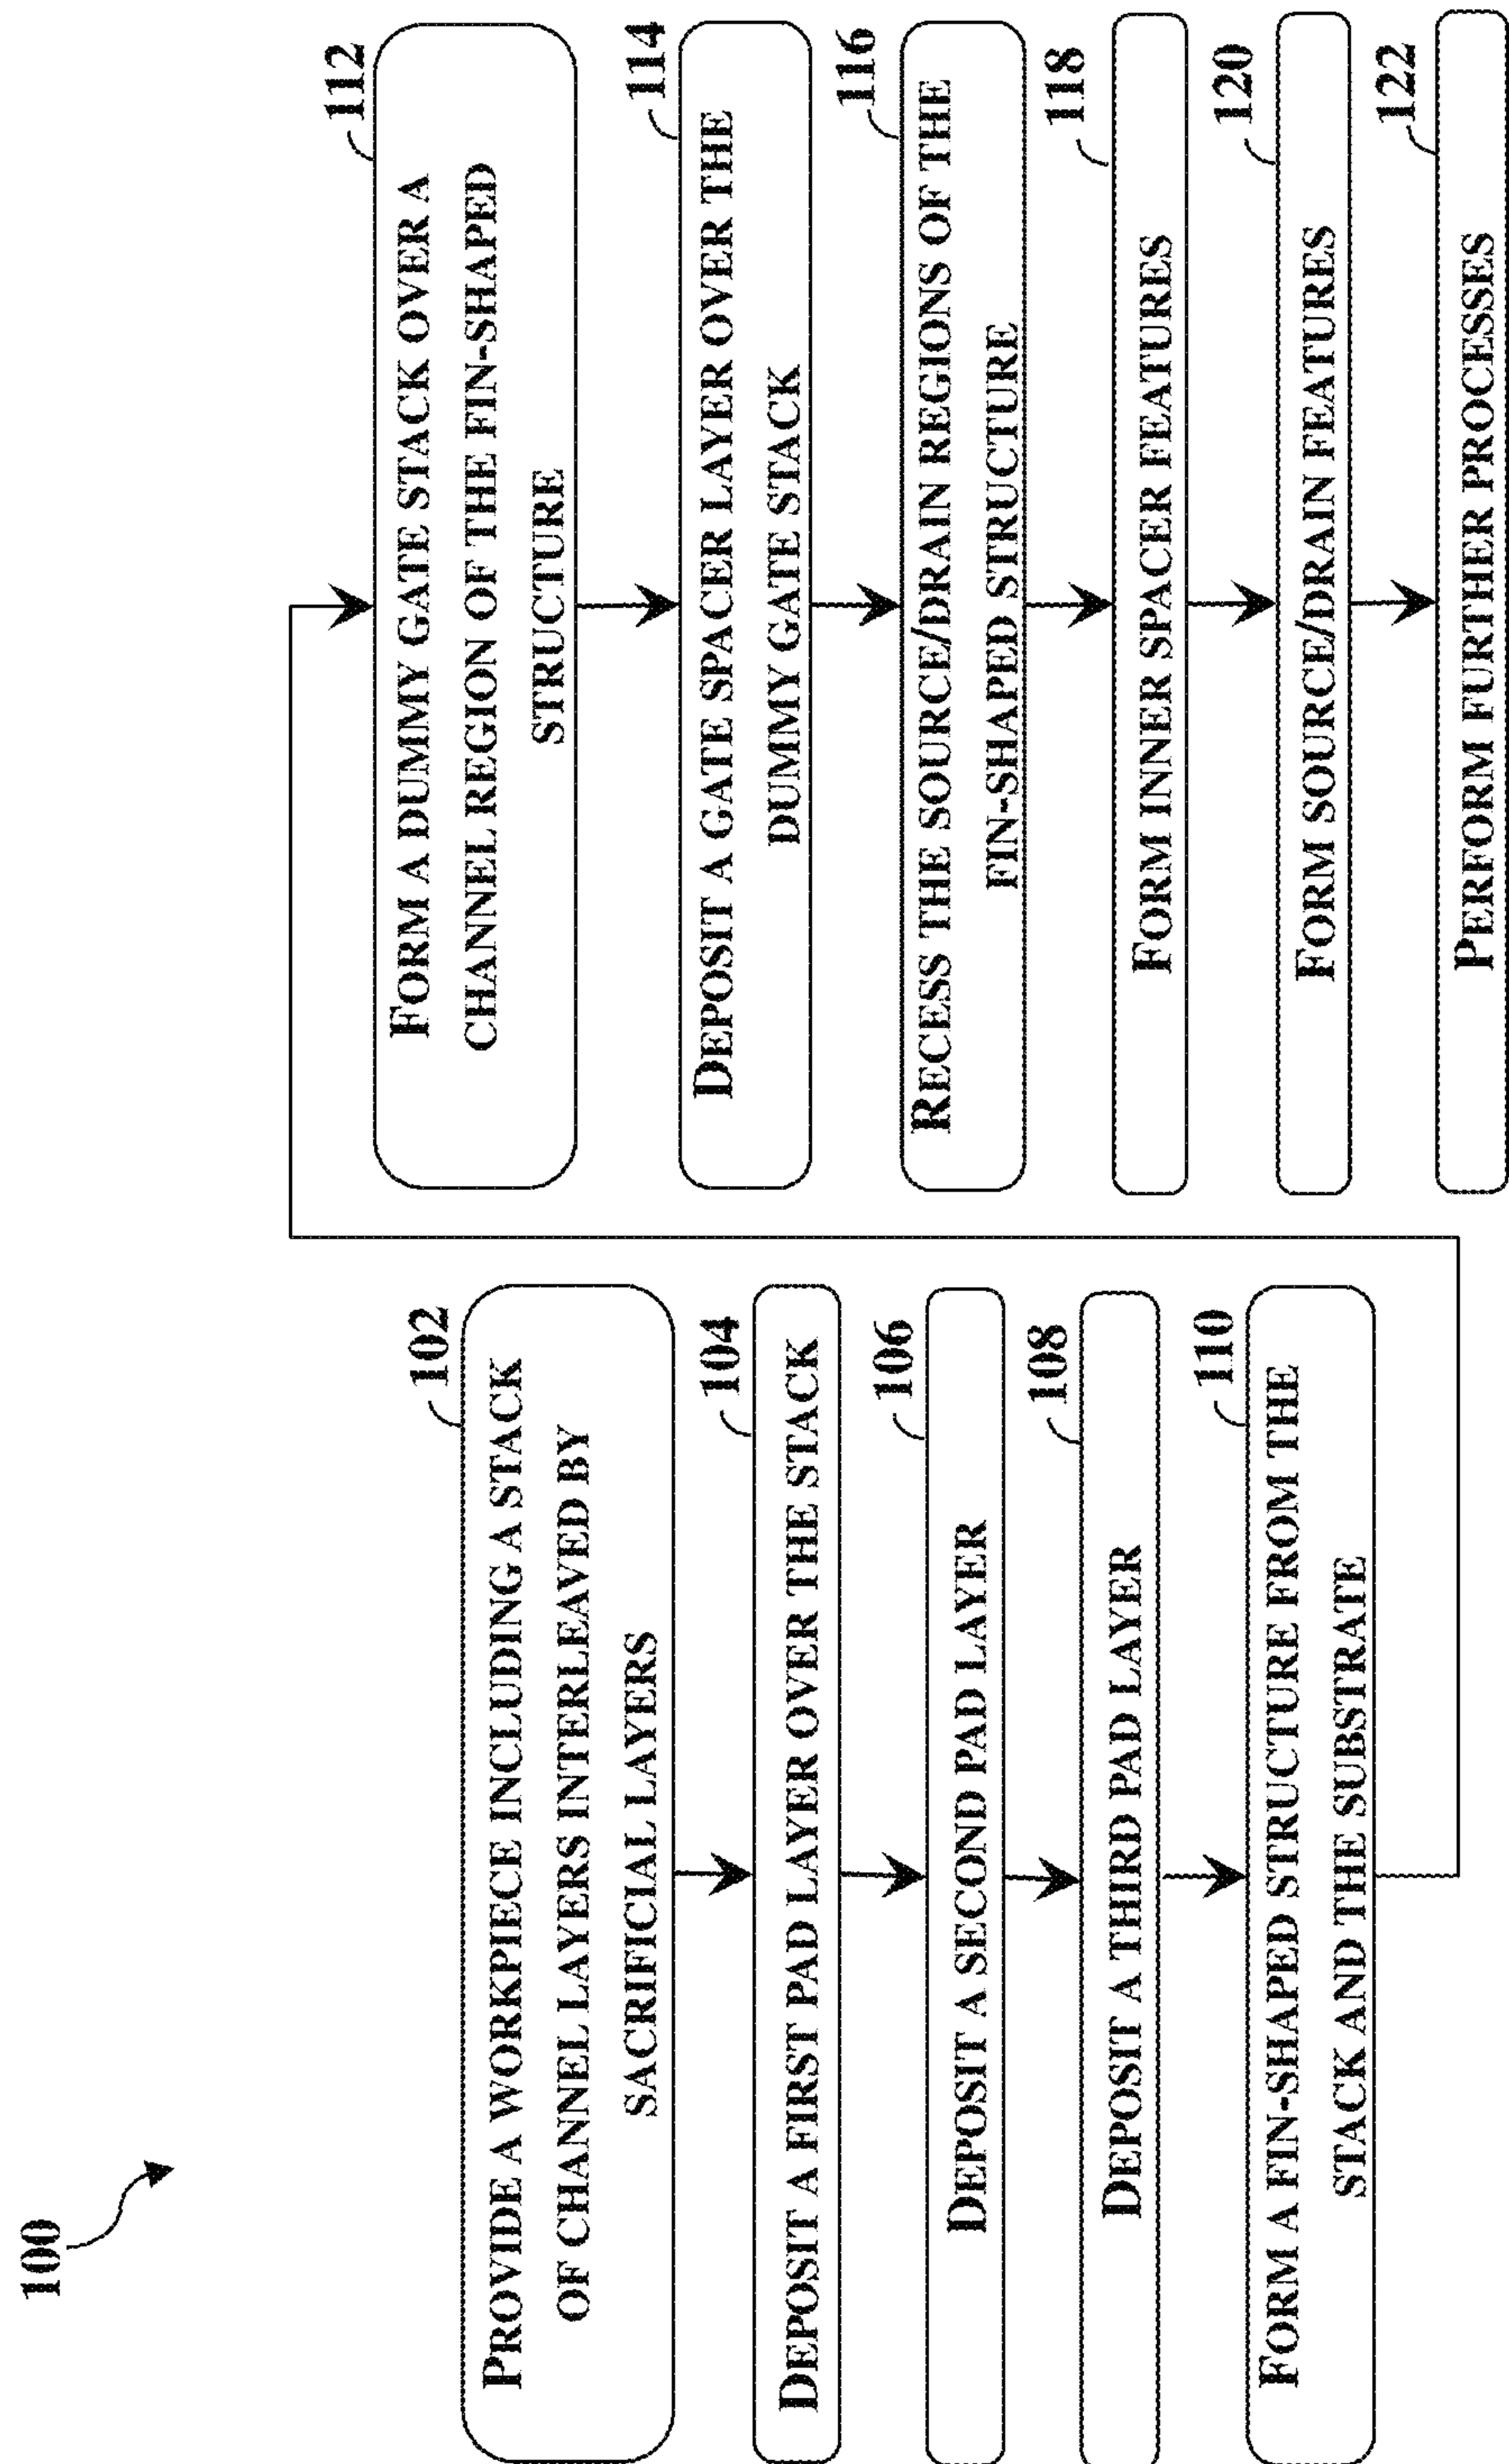 100
102
PROVIDE A WORKPIECE INCLUDING A STACK
OF CHANNEL LAYERS INTERLEAVED BY
SACRIFICIAL LAYERS
104
DEPOSIT A FIRST PAD LAYER OVER THE STACK
106
DEPOSIT A SECOND PAD LAYER
108
DEPOSIT A THIRD PAD LAYER
110
FORM A FIN-SHAPED STRUCTURE FROM THE
STACK AND THE SUBSTRATE
112
FORM A DUMMY GATE STACK OVER A
CHANNEL REGION OF THE FIN-SHAPED
STRUCTURE
114
DEPOSIT A GATE SPACER LAYER OVER THE
DUMMY GATE STACK
116
RECESS THE SOURCE/DRAIN REGIONS OF THE
FIN-SHAPED STRUCTURE
118
FORM INNER SPACER FEATURES
120
FORM SOURCE/DRAIN FEATURES
122
PERFORM FURTHER PROCESSES